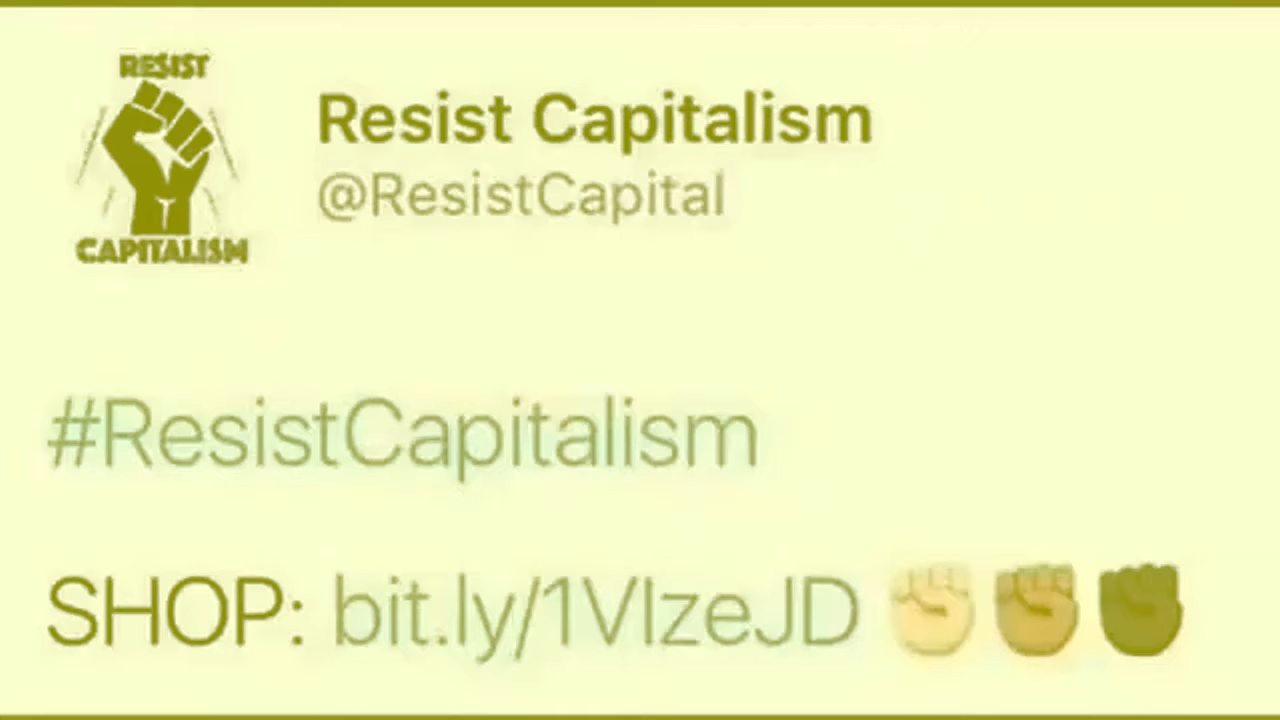 RESIST
CAPITALISM
Resist Capitalism
@ResistCapital
#ResistCapitalism
SHOP: bit.ly/1VIzeJD ✊🏻✊🏽✊🏿